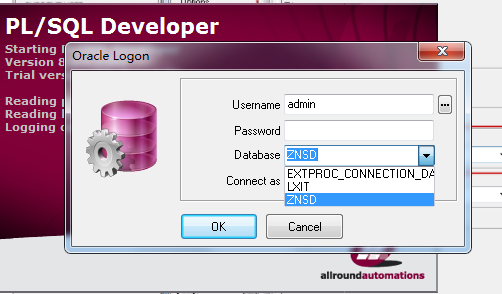 Options
PL/SQL Developer
Starting
Version 8
Trial vers
Reading
Reading
Logging
Oracle Logon
Username admin
...
Password
Database ZNSD
EXTPROC_CONNECTION_DA
LXIT
ZNSD
Connect as
OK Cancel
allroundautomations